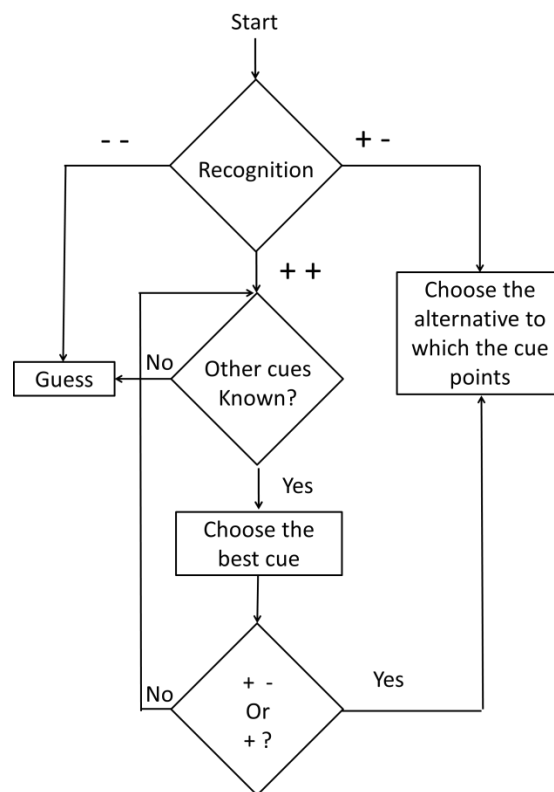 Start
- -
+ -
Recognition
+ +
Choose the
alternative to
which the cue
points
No
Guess
Other cues
Known?
Yes
Choose the
best cue
No
+ -
Or
+ ?
Yes